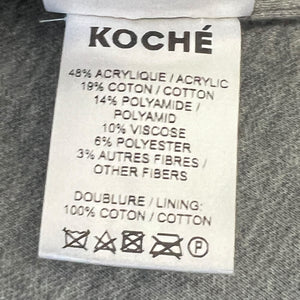 KOCHÉ
48% ACRYLIQUE / ACRYLIC
19% COTON / COTTON
14% POLYAMIDE /
POLYAMID
10% VISCOSE
6% POLYESTER
3% AUTRES FIBRES /
OTHER FIBERS
DOUBLURE / LINING:
100% COTON / COTTON
P